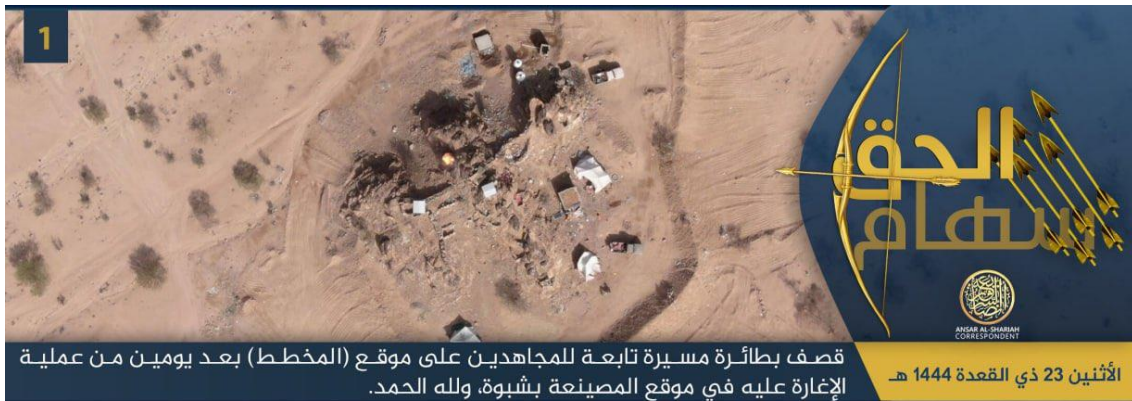 1
سهام
الحق
ANSAR AL-SHARIAH
CORRESPONDENT
قصف بطائرة مسيرة تابعة للمجاهدين على موقع (المخطط) بعد يومين من عملية
الإغارة عليه في موقع المصينعة بشبوة، ولله الحمد.
الأثنين 23 ذي القعدة 1444 هـ